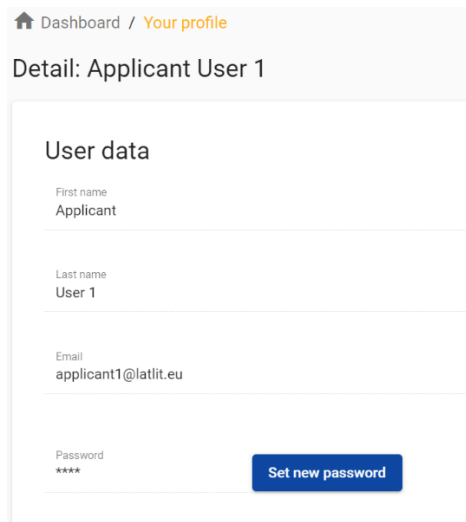 Dashboard / Your profile
Detail: Applicant User 1
User data
First name
Applicant
Last name
User 1
Email
applicant1@latlit.eu
Password
****
Set new password